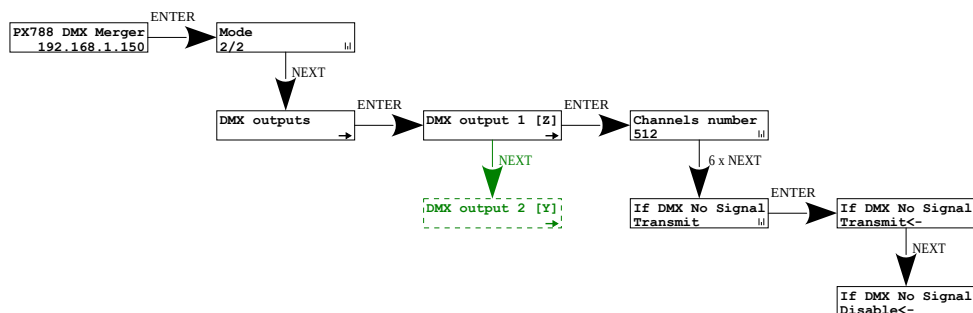 PX788 DMX Merger
192.168.1.150
ENTER
Mode
2/2
NEXT
DMX outputs
ENTER
DMX output 1 [Z]
ENTER
Channels number
512
NEXT
DMX output 2 [Y]
6 x NEXT
If DMX No Signal
Transmit
ENTER
If DMX No Signal
Transmit<-
NEXT
If DMX No Signal
Disable<-